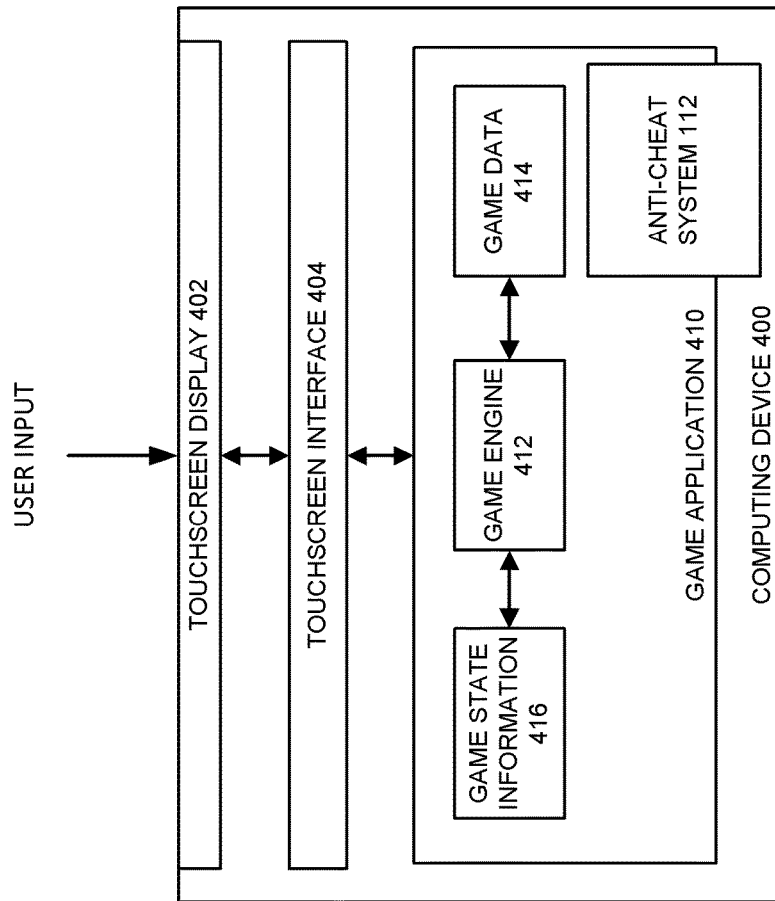 USER INPUT
TOUCHSCREEN DISPLAY 402
TOUCHSCREEN INTERFACE 404
GAME STATE
INFORMATION
416
GAME ENGINE
412
GAME DATA
414
ANTI-CHEAT
SYSTEM 112
GAME APPLICATION 410
COMPUTING DEVICE 400